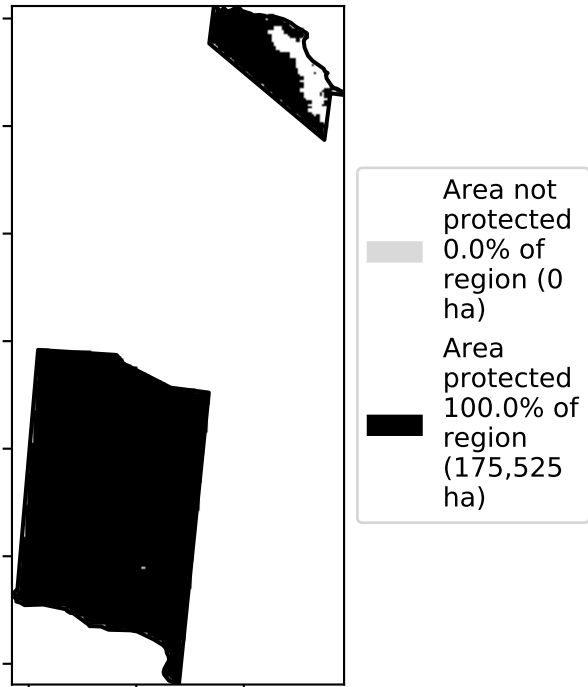 Area not
protected
0.0% of
region (0
ha)
Area
protected
100.0% of
region
(175,525
ha)